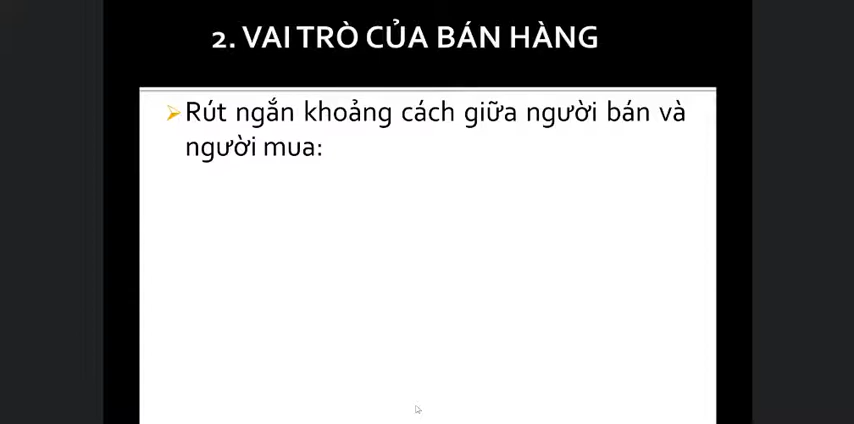 2. VAI TRÒ CỦA BÁN HÀNG
Rút ngắn khoảng cách giữa người bán và
người mua: